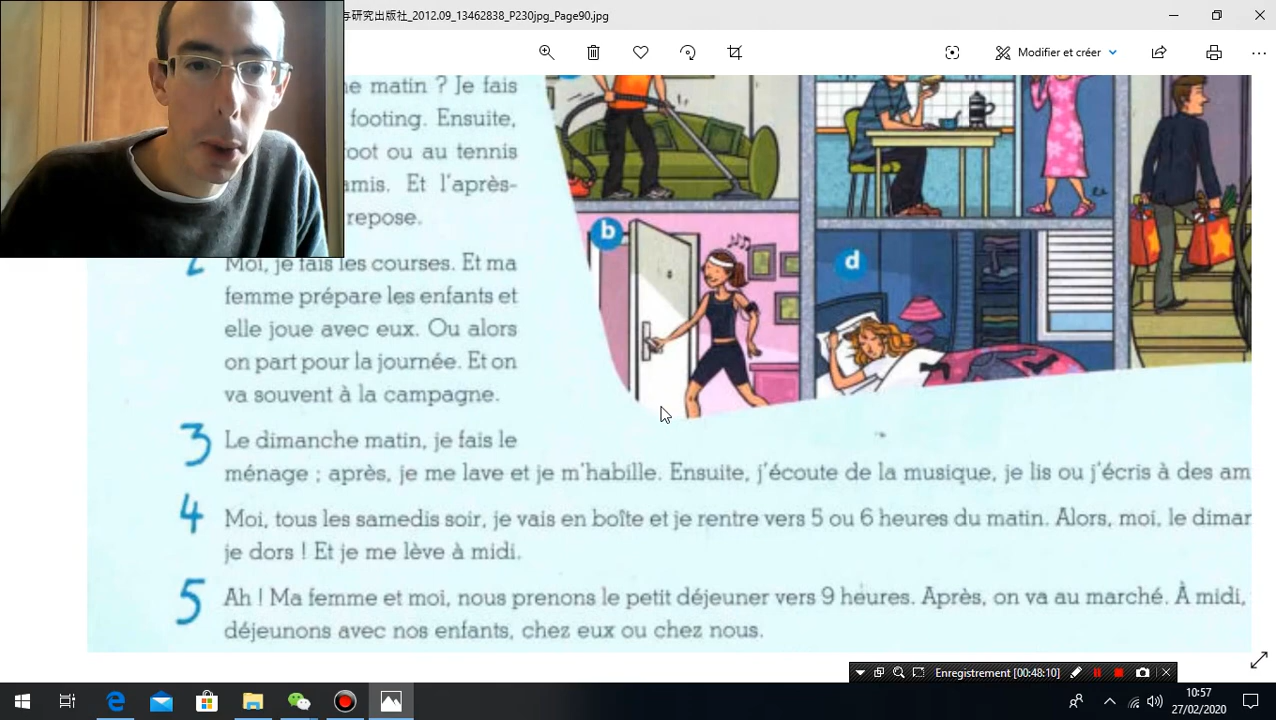 与研究出版社_2012.09_13462838_P230jpg_Page90.jpg
Modifier et créer
matin ? Je fais
footing. Ensuite,
foot ou au tennis
amis. Et l'après-
repose.
2 Moi, je fais les courses. Et ma
femme prépare les enfants et
elle joue avec eux. Ou alors
on part pour la journée. Et on
va souvent à la campagne.
b
d
3 Le dimanche matin, je fais le
ménage ; après, je me lave et je m'habille. Ensuite, j'écoute de la musique, je lis ou j'écris à des am
4 Moi, tous les samedis soir, je vais en boîte et je rentre vers 5 ou 6 heures du matin. Alors, moi, le dimar
je dors ! Et je me lève à midi.
5 Ah ! Ma femme et moi, nous prenons le petit déjeuner vers 9 heures. Après, on va au marché. À midi,
déjeunons avec nos enfants, chez eux ou chez nous.
Enregistrement [00:48:10]
10:57
27/02/2020